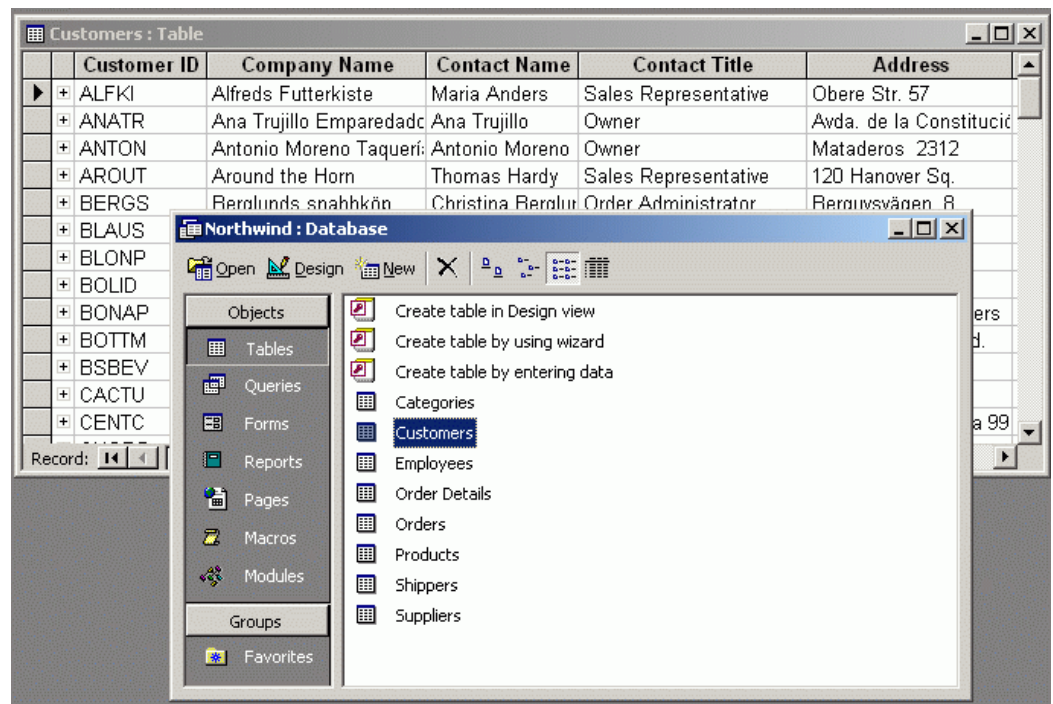 Customers : Table
Customer ID Company Name Contact Name Contact Title Address
ALFKI Alfreds Futterkiste Maria Anders Sales Representative Obere Str. 57
ANATR Ana Trujillo Emparedado Ana Trujillo Owner Avda. de la Constitució
ANTON Antonio Moreno Taquería Antonio Moreno Owner Mataderos 2312
AROUT Around the Horn Thomas Hardy Sales Representative 120 Hanover Sq.
BERGS Berglunds snabbköp Christina Berglun Order Administrator Berguvsvägen 8
BLAUS
BLONP
BOLID
BONAP ers
BOTTM d.
BSBEV
CACTU
CENTC a 99
Record:
Northwind : Database
Open Design New
Objects
Tables
Queries
Forms
Reports
Pages
Macros
Modules
Groups
Favorites
Create table in Design view
Create table by using wizard
Create table by entering data
Categories
Customers
Employees
Order Details
Orders
Products
Shippers
Suppliers